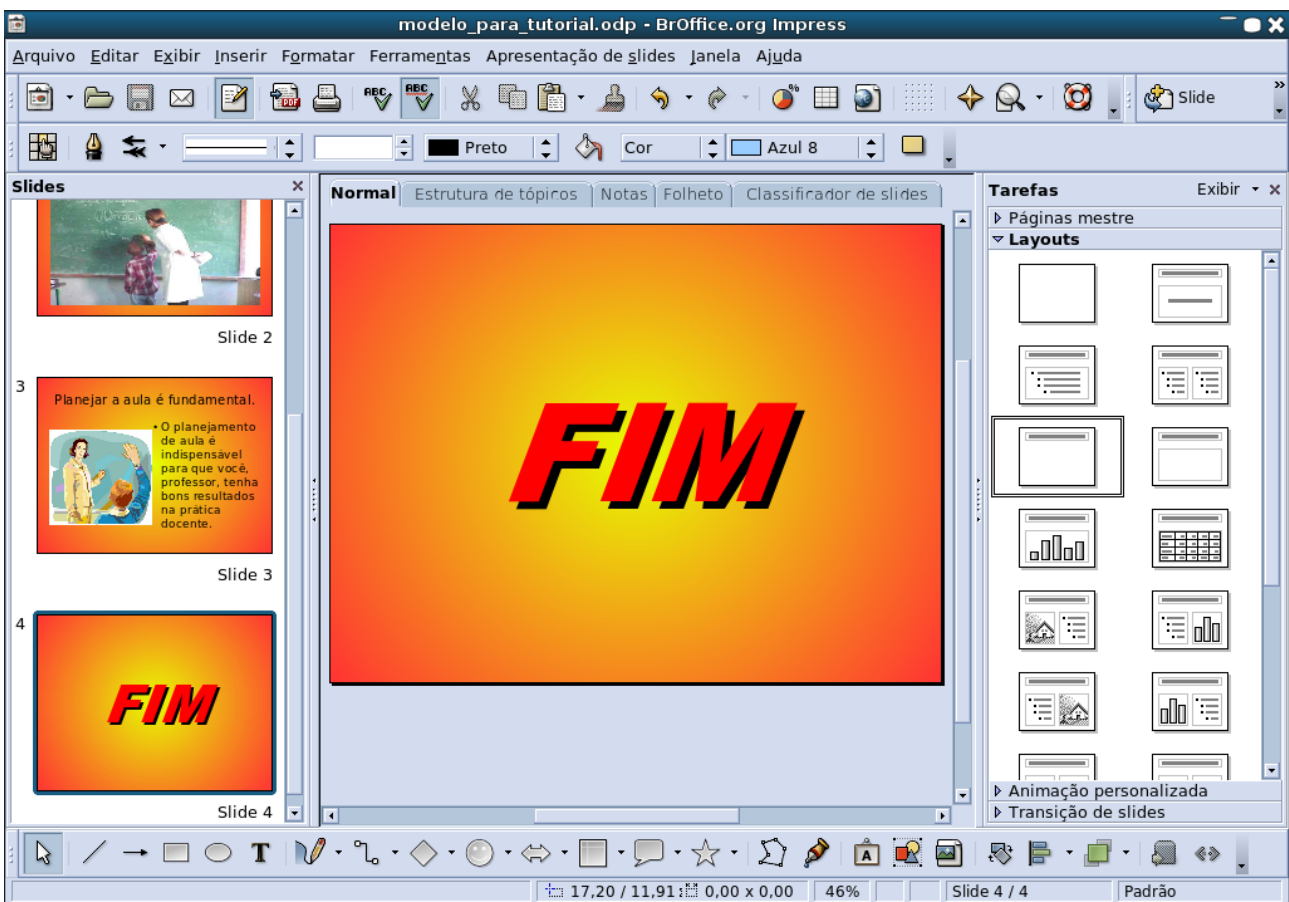 modelo_para_tutorial.odp - BrOffice.org Impress
Arquivo Editar Exibir Inserir Formatar Ferramentas Apresentação de slides Janela Ajuda
PDF ABC ABC % Slide »
Preto Cor Azul 8
Slides
Normal Estrutura de tópicos Notas Folheto Classificador de slides
Tarefas Exibir
Páginas mestre
Layouts
Slide 2
3
Planejar a aula é fundamental.
• O planejamento
de aula é
indispensável
para que você,
professor, tenha
bons resultados
na prática
docente.
Slide 3
4
FIM
Slide 4
FIM
Animação personalizada
Transição de slides
T A
17,20 / 11,91 0,00 x 0,00 46% Slide 4 / 4 Padrão